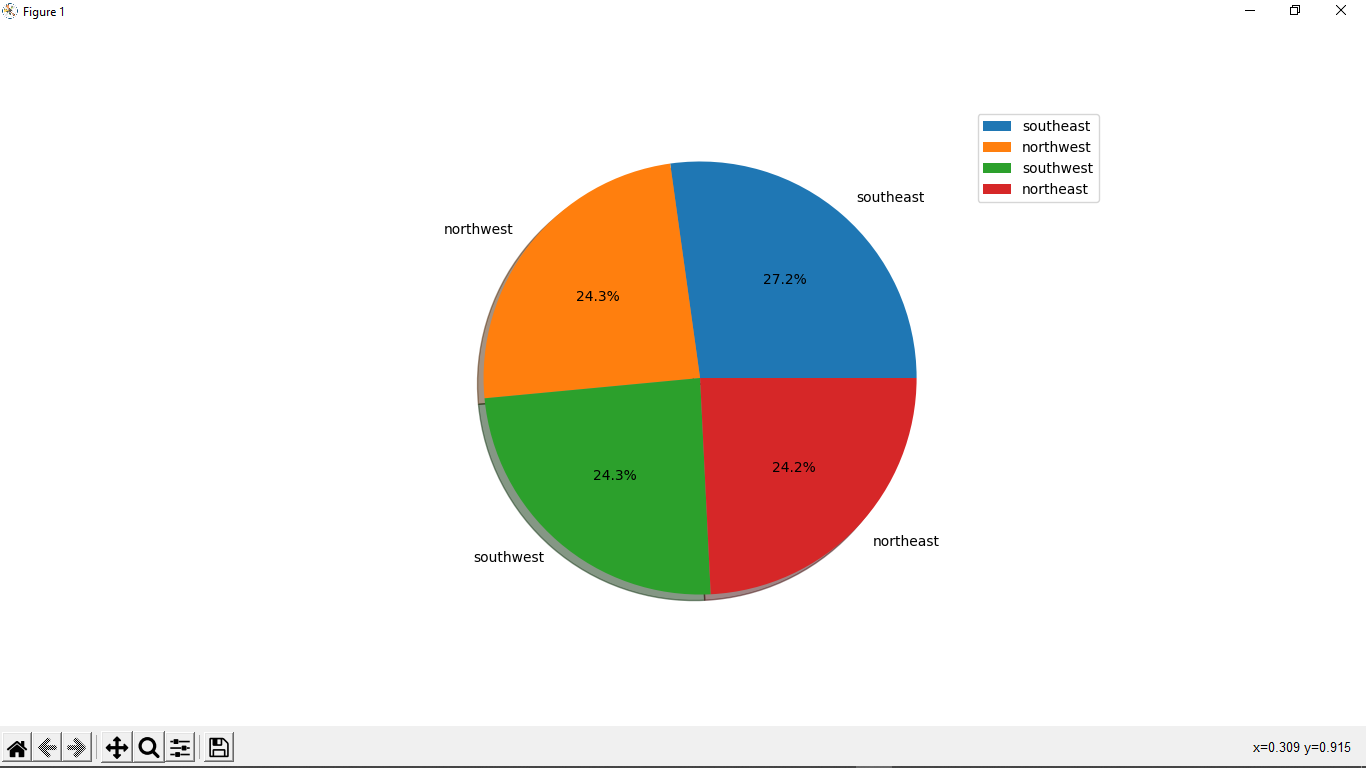 Figure 1
southeast
northwest
southwest
northeast
southeast
northwest
27.2%
24.3%
24.3%
24.2%
northeast
southwest
x=0.309 y=0.915